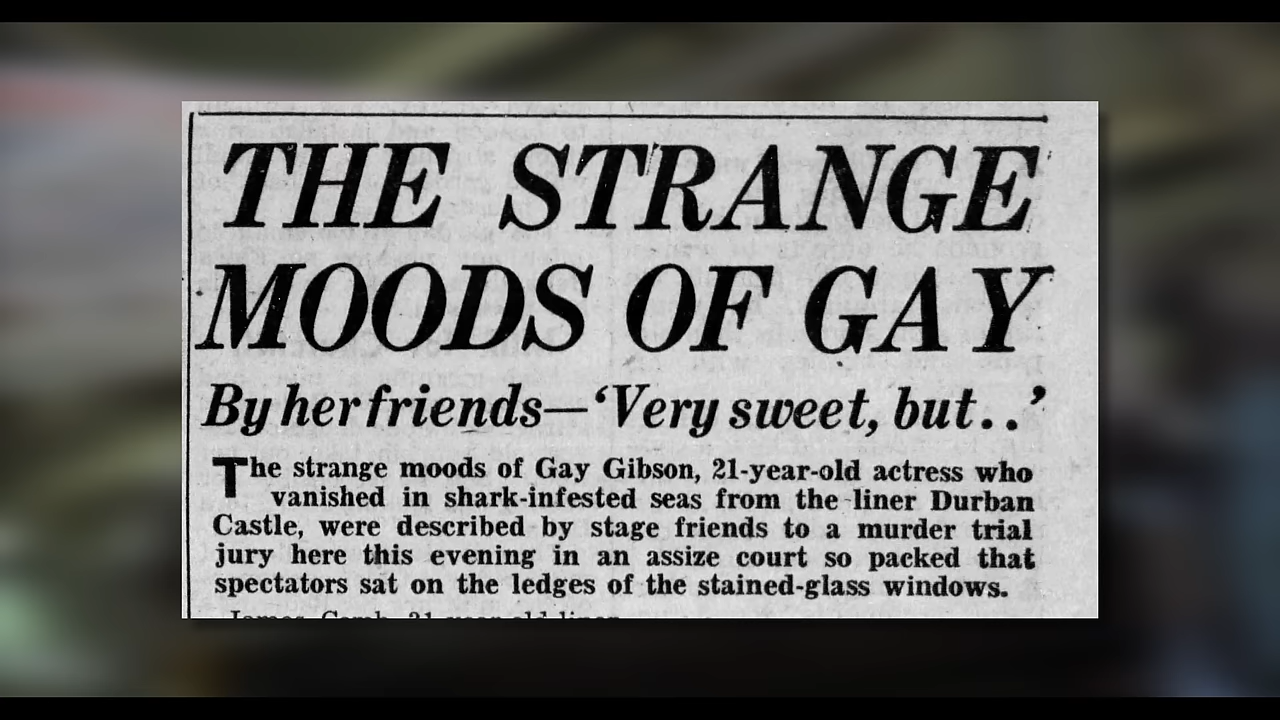 THE STRANGE
MOODS OF GAY
By her friends—‘Very sweet, but..’
The strange moods of Gay Gibson, 21-year-old actress who
vanished in shark-infested seas from the liner Durban
Castle, were described by stage friends to a murder trial
jury here this evening in an assize court so packed that
spectators sat on the ledges of the stained-glass windows.